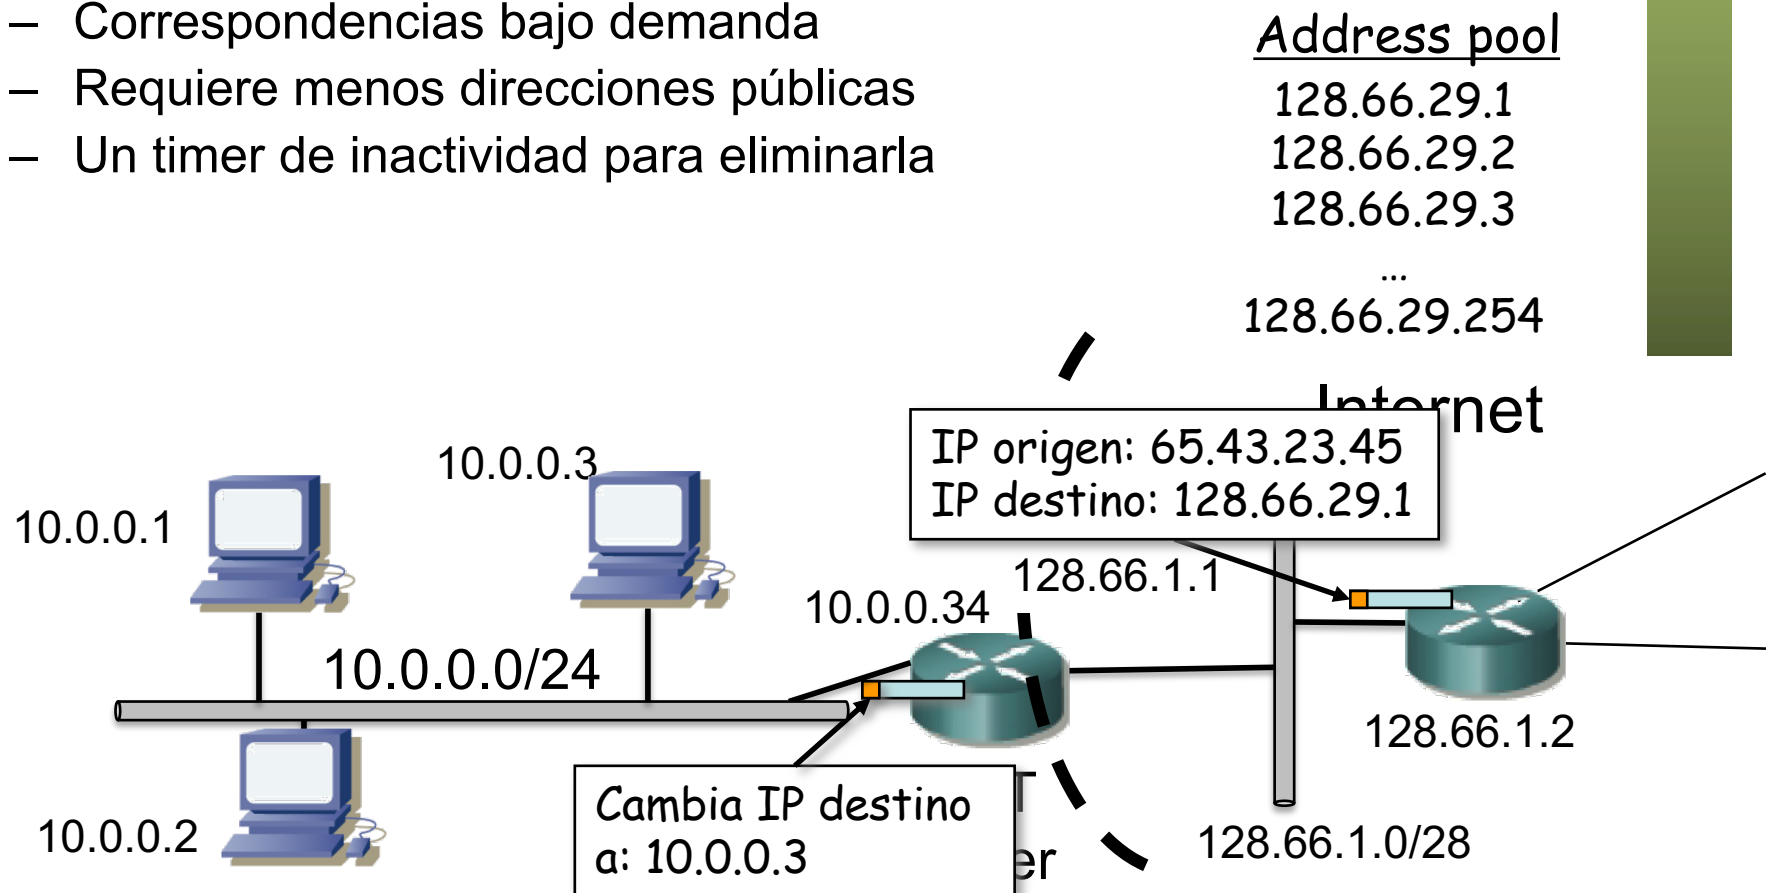 – Correspondencias bajo demanda
– Requiere menos direcciones públicas
– Un timer de inactividad para eliminarla
Address pool
128.66.29.1
128.66.29.2
128.66.29.3
...
128.66.29.254
Internet
IP origen: 65.43.23.45
IP destino: 128.66.29.1
10.0.0.3
10.0.0.1
128.66.1.1
10.0.0.34
10.0.0.0/24
128.66.1.2
Cambia IP destino
a: 10.0.0.3
10.0.0.2
128.66.1.0/28